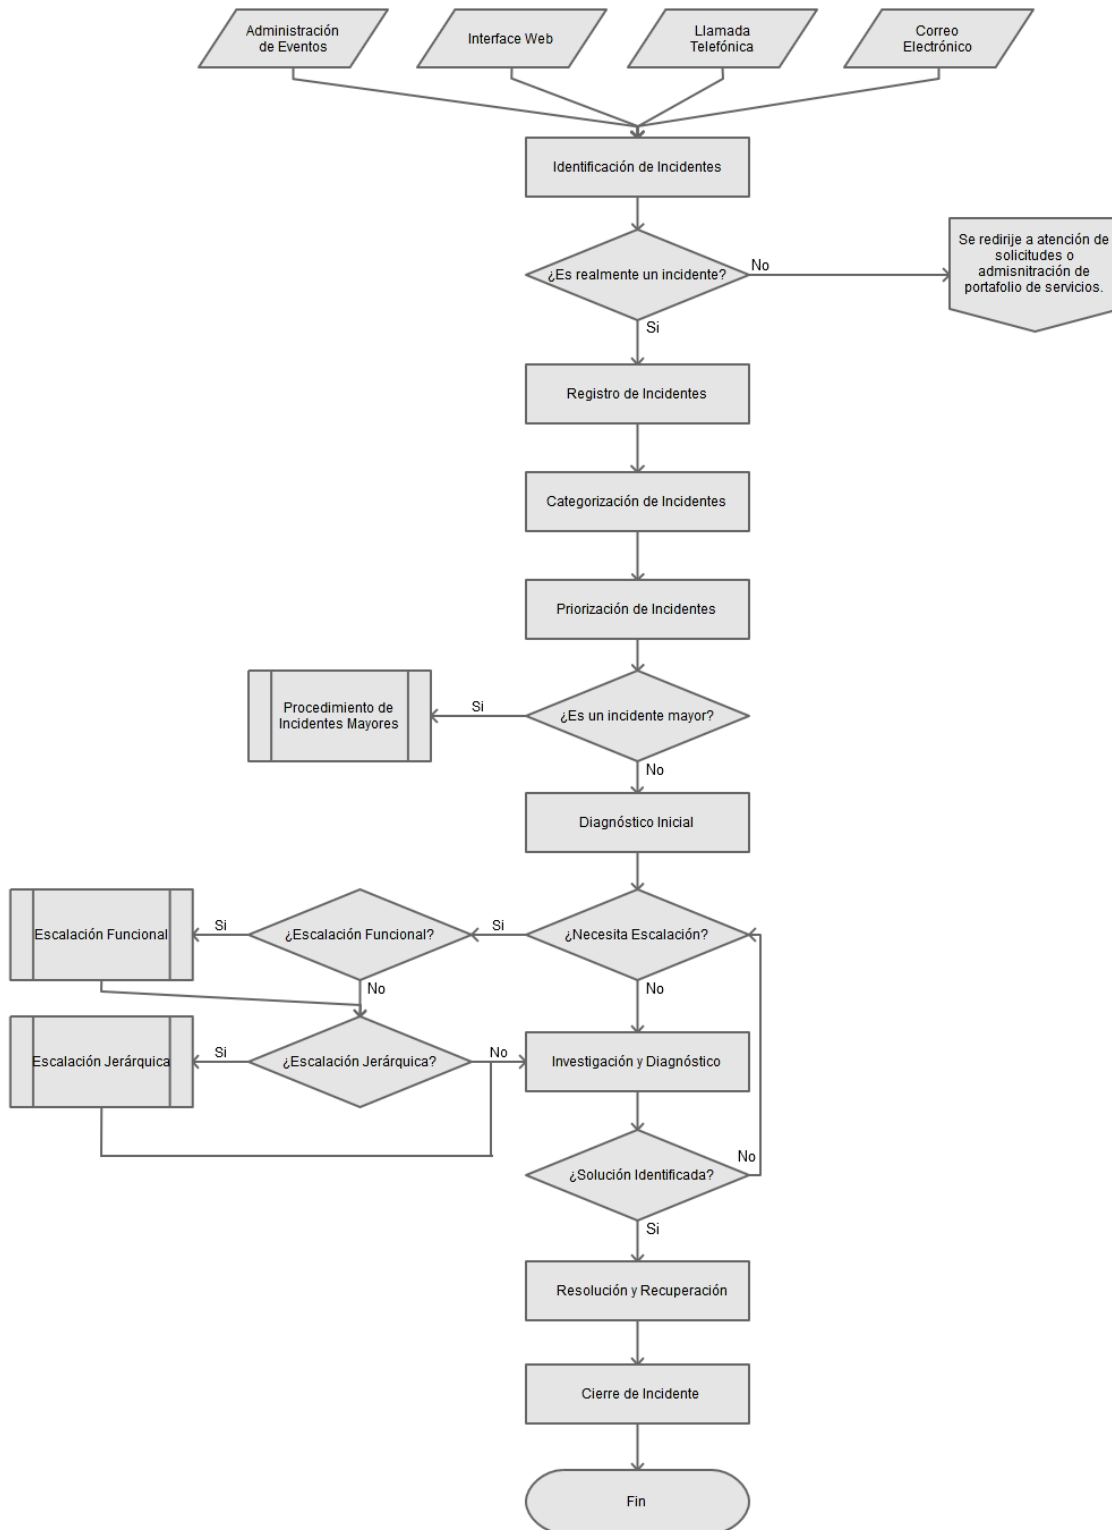 Administración
de Eventos
Interface Web
Llamada
Telefónica
Correo
Electrónico
Identificación de Incidentes
¿Es realmente un incidente?
No
Se redirije a atención de
solicitudes o
admisnitración de
portafolio de servicios.
Si
Registro de Incidentes
Categorización de Incidentes
Priorización de Incidentes
Procedimiento de
Incidentes Mayores
Si
¿Es un incidente mayor?
No
Diagnóstico Inicial
Escalación Funcional
Si
¿Escalación Funcional?
Si
¿Necesita Escalación?
No
No
Escalación Jerárquica
Si
¿Escalación Jerárquica?
No
Investigación y Diagnóstico
¿Solución Identificada?
No
Si
Resolución y Recuperación
Cierre de Incidente
Fin